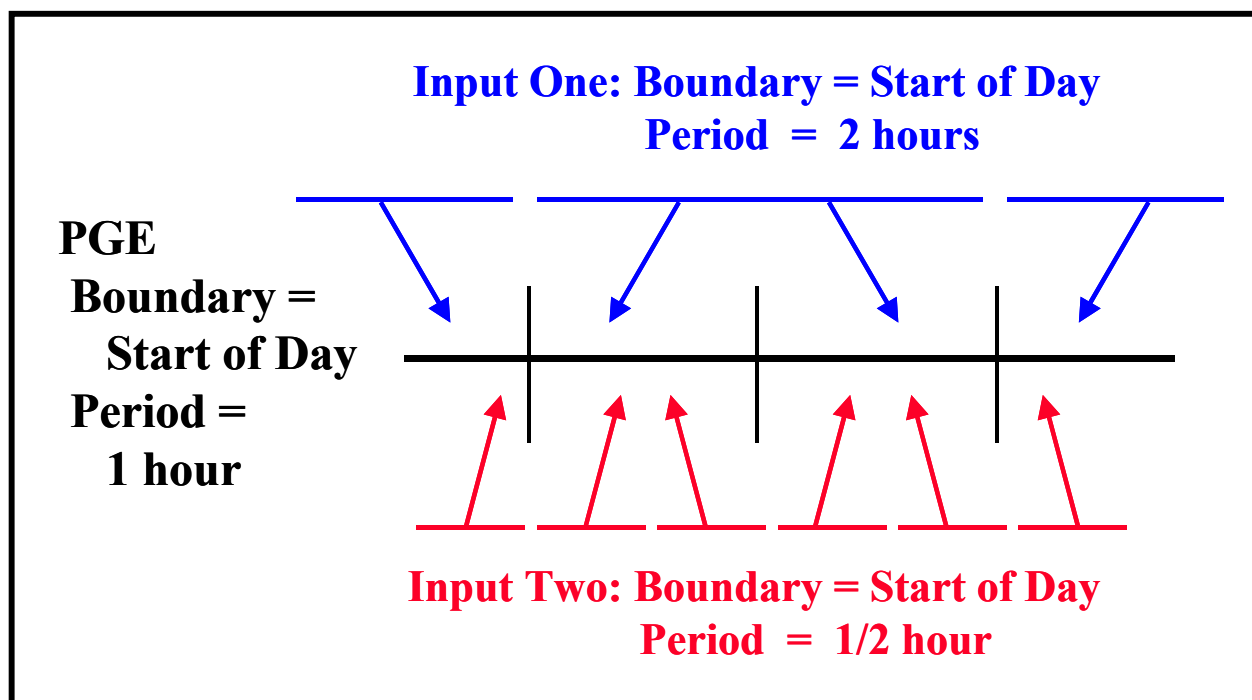 Input One: Boundary = Start of Day
Period = 2 hours
PGE
Boundary =
Start of Day
Period =
1 hour
Input Two: Boundary = Start of Day
Period = 1/2 hour